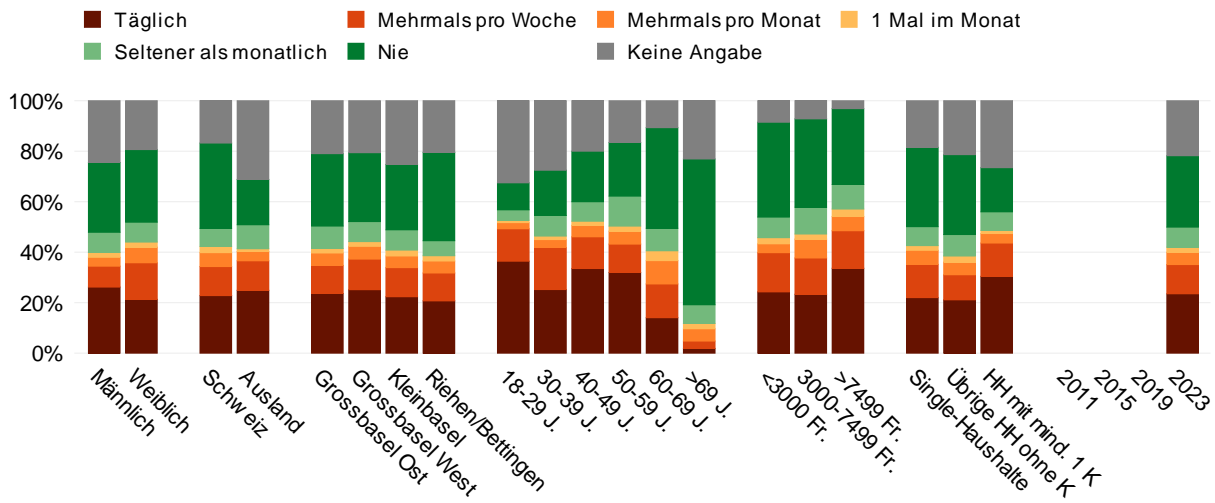 Täglich
Mehrmals pro Woche
Mehrmals pro Monat
1 Mal im Monat
Seltener als monatlich
Nie
Keine Angabe
100%
80%
60%
40%
20%
0%
Männlich
Weiblich
Schweiz
Ausland
Grossbasel Ost
Grossbasel West
Kleinbasel
Riehen/Bettingen
18-29 J.
30-39 J.
40-49 J.
50-59 J.
60-69 J.
>69 J.
<3000 Fr.
3000-7499 Fr.
>7499 Fr.
Single-Haushalte
Übrige HH ohne K
HH mit mind. 1 K
2011
2015
2019
2023